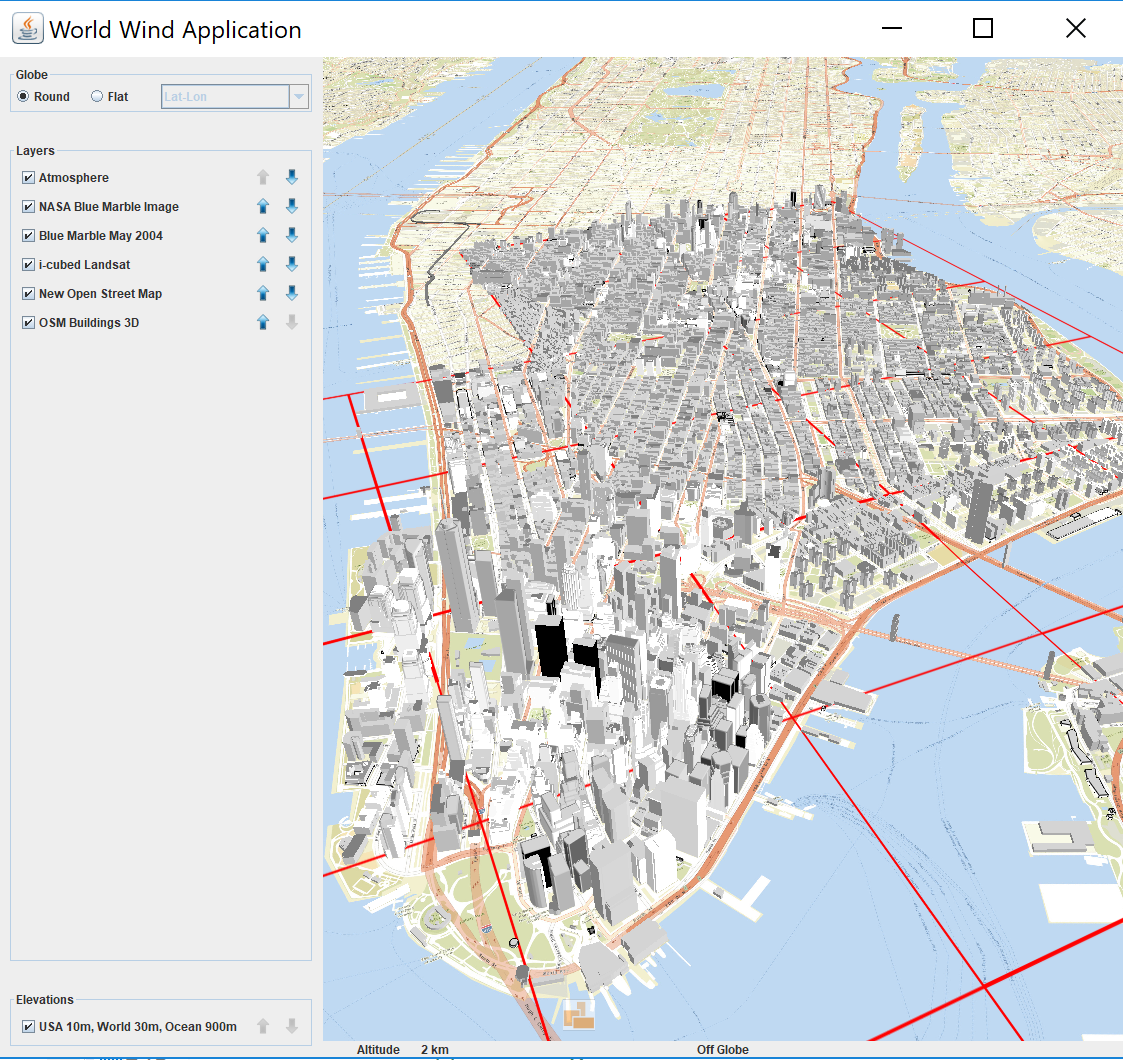 World Wind Application
Globe
Round Flat Lat-Lon
Layers
Atmosphere
NASA Blue Marble Image
Blue Marble May 2004
i-cubed Landsat
New Open Street Map
OSM Buildings 3D
Elevations
USA 10m, World 30m, Ocean 900m
Altitude 2 km Off Globe